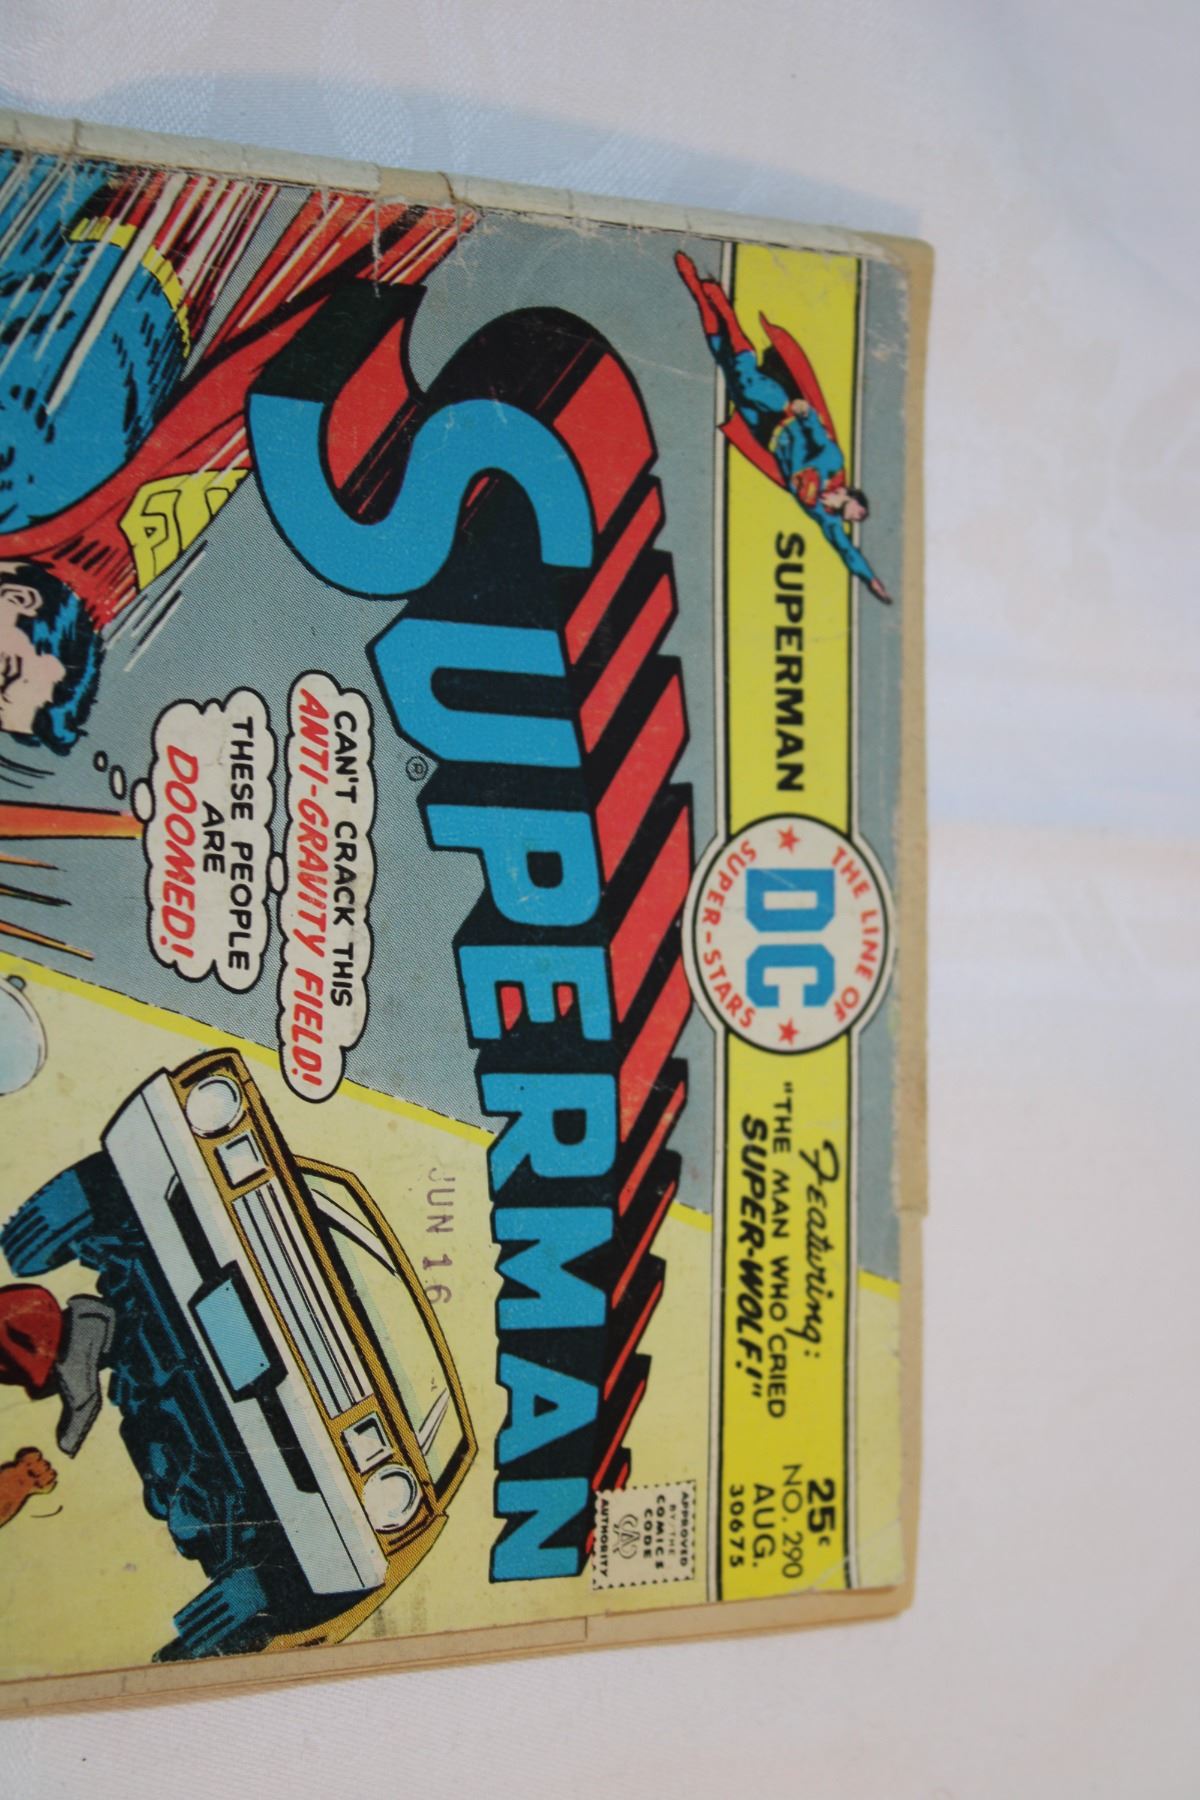 SUPERMAN
THE LINE OF
DC
SUPER-STARS
Featuring:
"THE MAN WHO CRIED
SUPER-WOLF!"
25¢
NO. 290
AUG.
30675
SUPERMAN
®
APPROVED
BY THE
COMICS
CODE
CA
AUTHORITY
CAN'T CRACK THIS
ANTI-GRAVITY FIELD!
THESE PEOPLE
ARE
DOOMED!
JUN 16